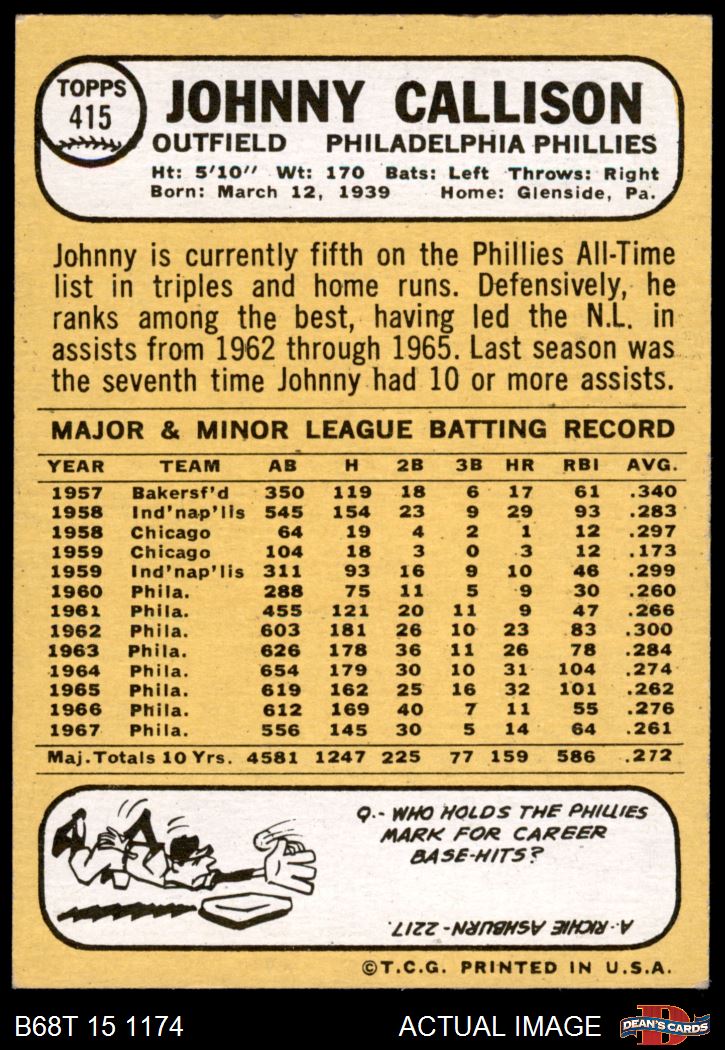 TOPPS
415
JOHNNY CALLISON
OUTFIELD PHILADELPHIA PHILLIES
Ht: 5'10" Wt: 170 Bats: Left Throws: Right
Born: March 12, 1939 Home: Glenside, Pa.
Johnny is currently fifth on the Phillies All-Time
list in triples and home runs. Defensively, he
ranks among the best, having led the N.L. in
assists from 1962 through 1965. Last season was
the seventh time Johnny had 10 or more assists.
MAJOR & MINOR LEAGUE BATTING RECORD
YEAR TEAM AB H 2B 3B HR RBI AVG.
1957 Bakersf'd 350 119 18 6 17 61 .340
1958 Ind'nap'lis 545 154 23 9 29 93 .283
1958 Chicago 64 19 4 2 1 12 .297
1959 Chicago 104 18 3 0 3 12 .173
1959 Ind'nap'lis 311 93 16 9 10 46 .299
1960 Phila. 288 75 11 5 9 30 .260
1961 Phila. 455 121 20 11 9 47 .266
1962 Phila. 603 181 26 10 23 83 .300
1963 Phila. 626 178 36 11 26 78 .284
1964 Phila. 654 179 30 10 31 104 .274
1965 Phila. 619 162 25 16 32 101 .262
1966 Phila. 612 169 40 7 11 55 .276
1967 Phila. 556 145 30 5 14 64 .261
Maj. Totals 10 Yrs. 4581 1247 225 77 159 586 .272
Q.- WHO HOLDS THE PHILLIES
MARK FOR CAREER
BASE-HITS?
A- RICHIE ASHBURN - 2217.
©T.C.G. PRINTED IN U.S.A.
B68T 15 1174 ACTUAL IMAGE
D
DEAN'S CARDS